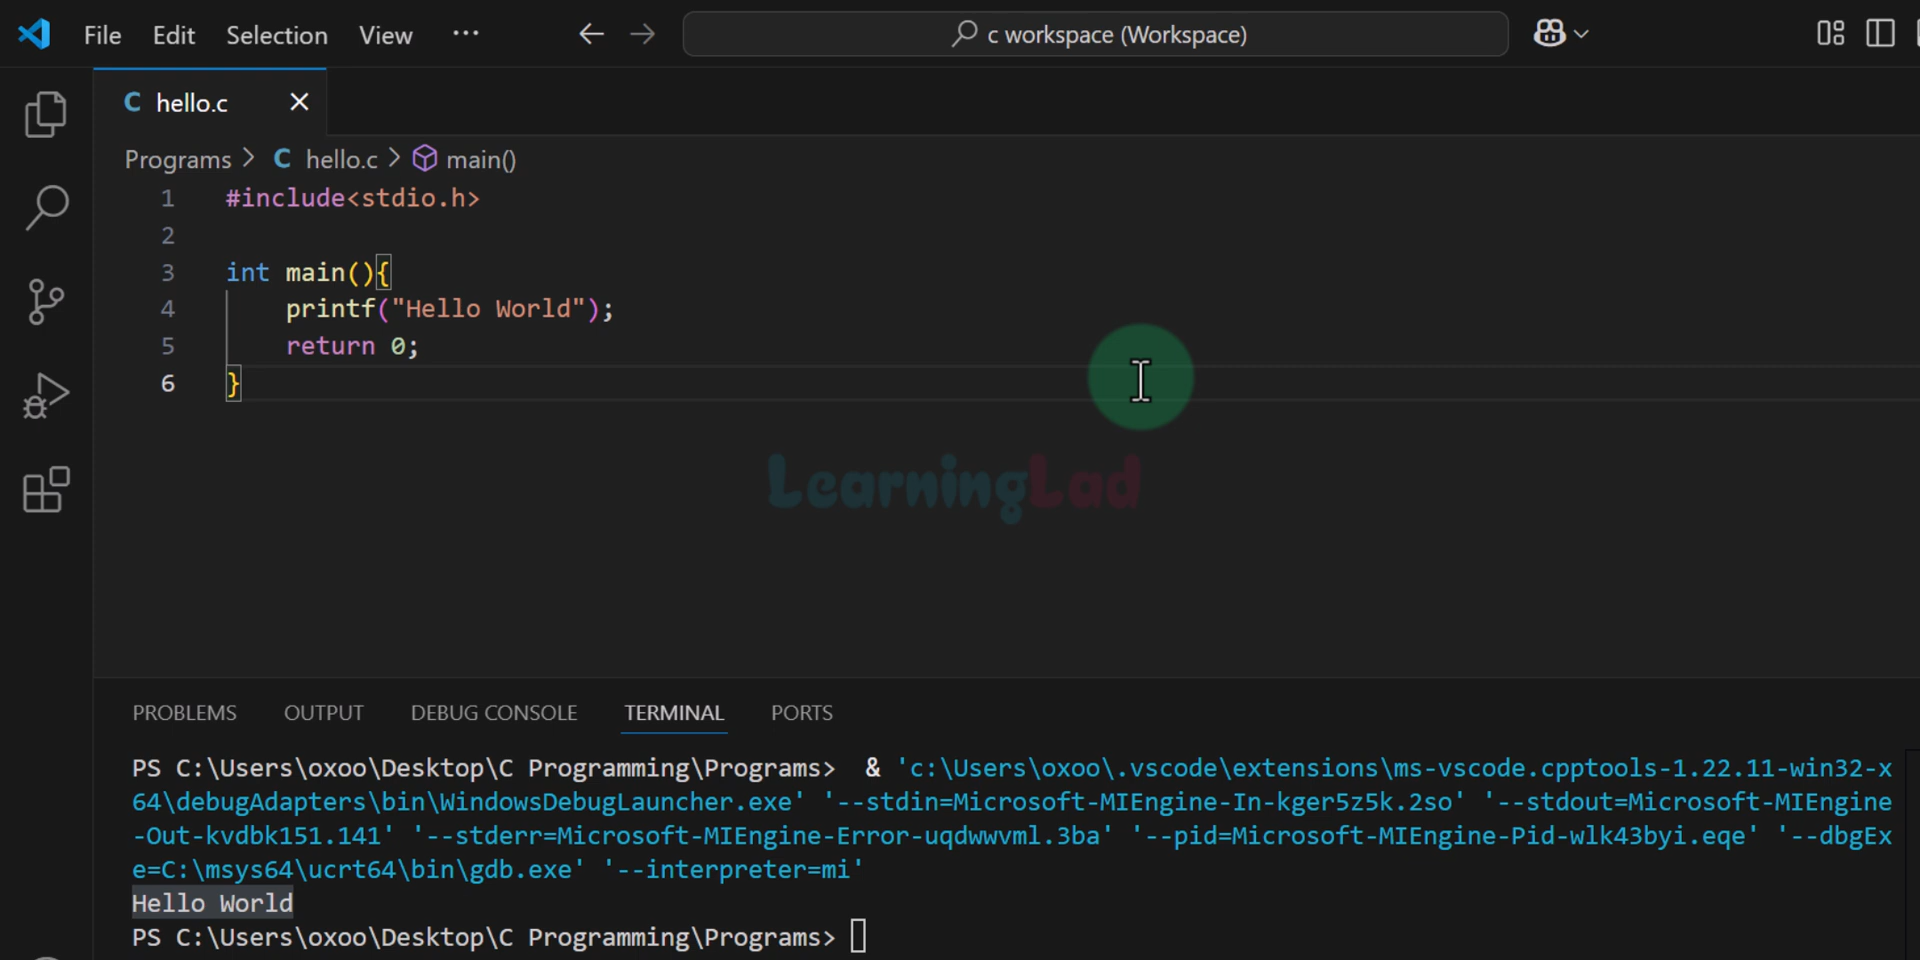 File Edit Selection View ··· c workspace (Workspace)
C hello.c
Programs > C hello.c > main()
1 #include<stdio.h>
2
3 int main(){
4 printf("Hello World");
5 return 0;
6 }
LearningLad
PROBLEMS OUTPUT DEBUG CONSOLE TERMINAL PORTS
PS C:\Users\oxoo\Desktop\C Programming\Programs>  & 'c:\Users\oxoo\.vscode\extensions\ms-vscode.cpptools-1.22.11-win32-x
64\debugAdapters\bin\WindowsDebugLauncher.exe' '--stdin=Microsoft-MIEngine-In-kger5z5k.2so' '--stdout=Microsoft-MIEngine
-Out-kvdbk151.141' '--stderr=Microsoft-MIEngine-Error-uqdwwvml.3ba' '--pid=Microsoft-MIEngine-Pid-wlk43byi.eqe' '--dbgEx
e=C:\msys64\ucrt64\bin\gdb.exe' '--interpreter=mi'
Hello World
PS C:\Users\oxoo\Desktop\C Programming\Programs>